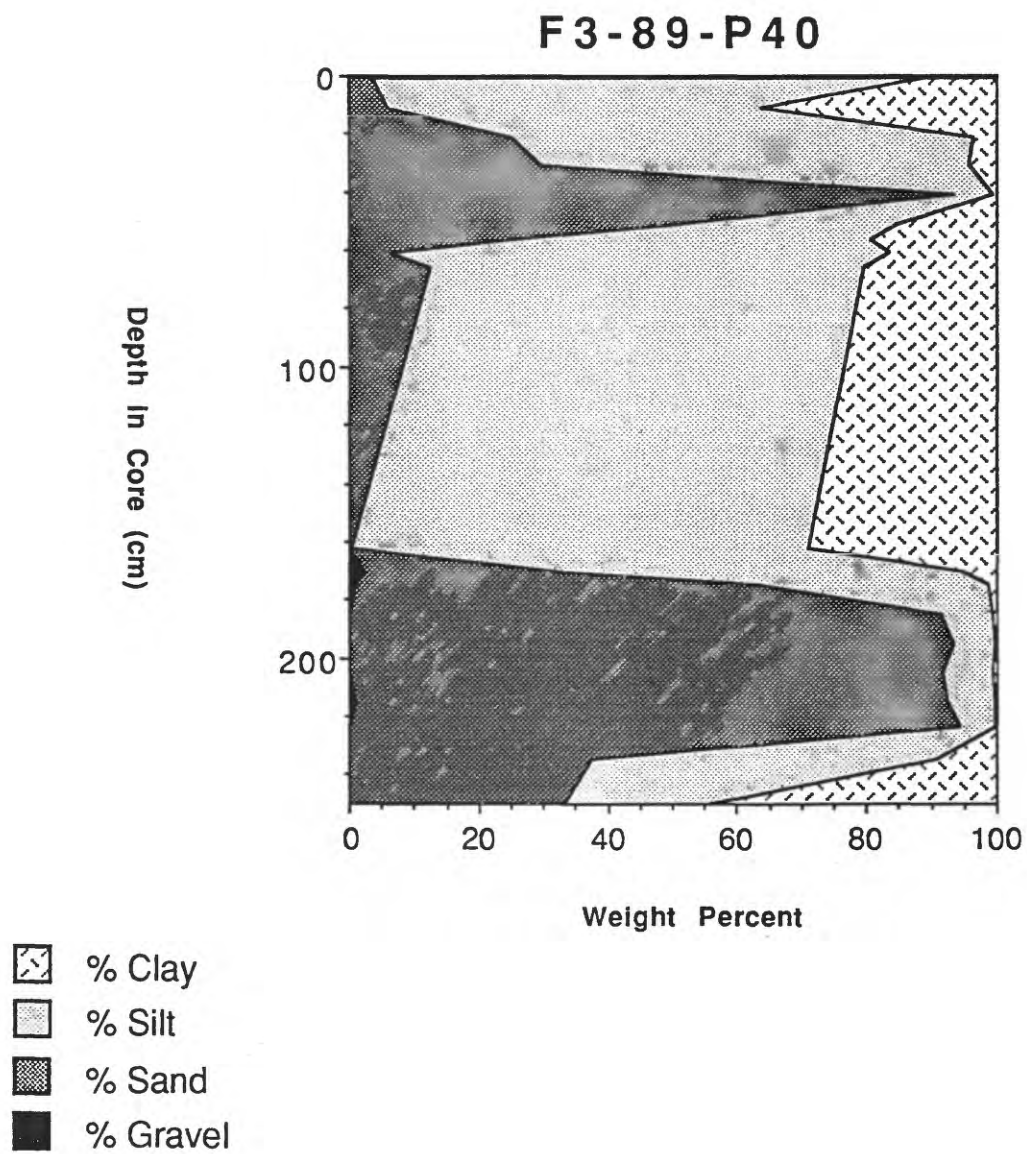 F3-89-P40
0
100
200
Depth in Core (cm)
0 20 40 60 80 100
Weight Percent
% Clay
% Silt
% Sand
% Gravel